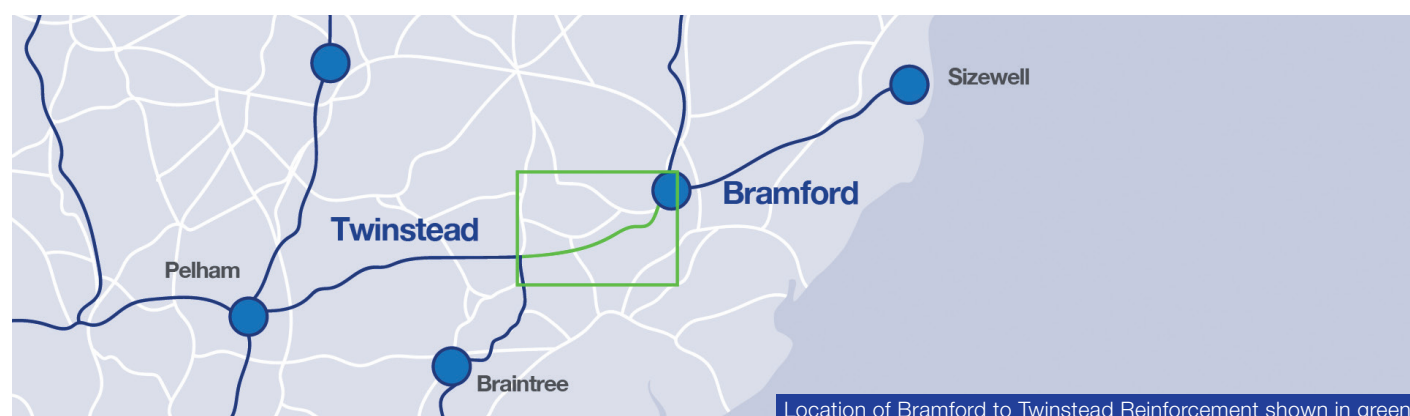 Sizewell
Bramford
Twinstead
Pelham
Braintree
Location of Bramford to Twinstead Reinforcement shown in green